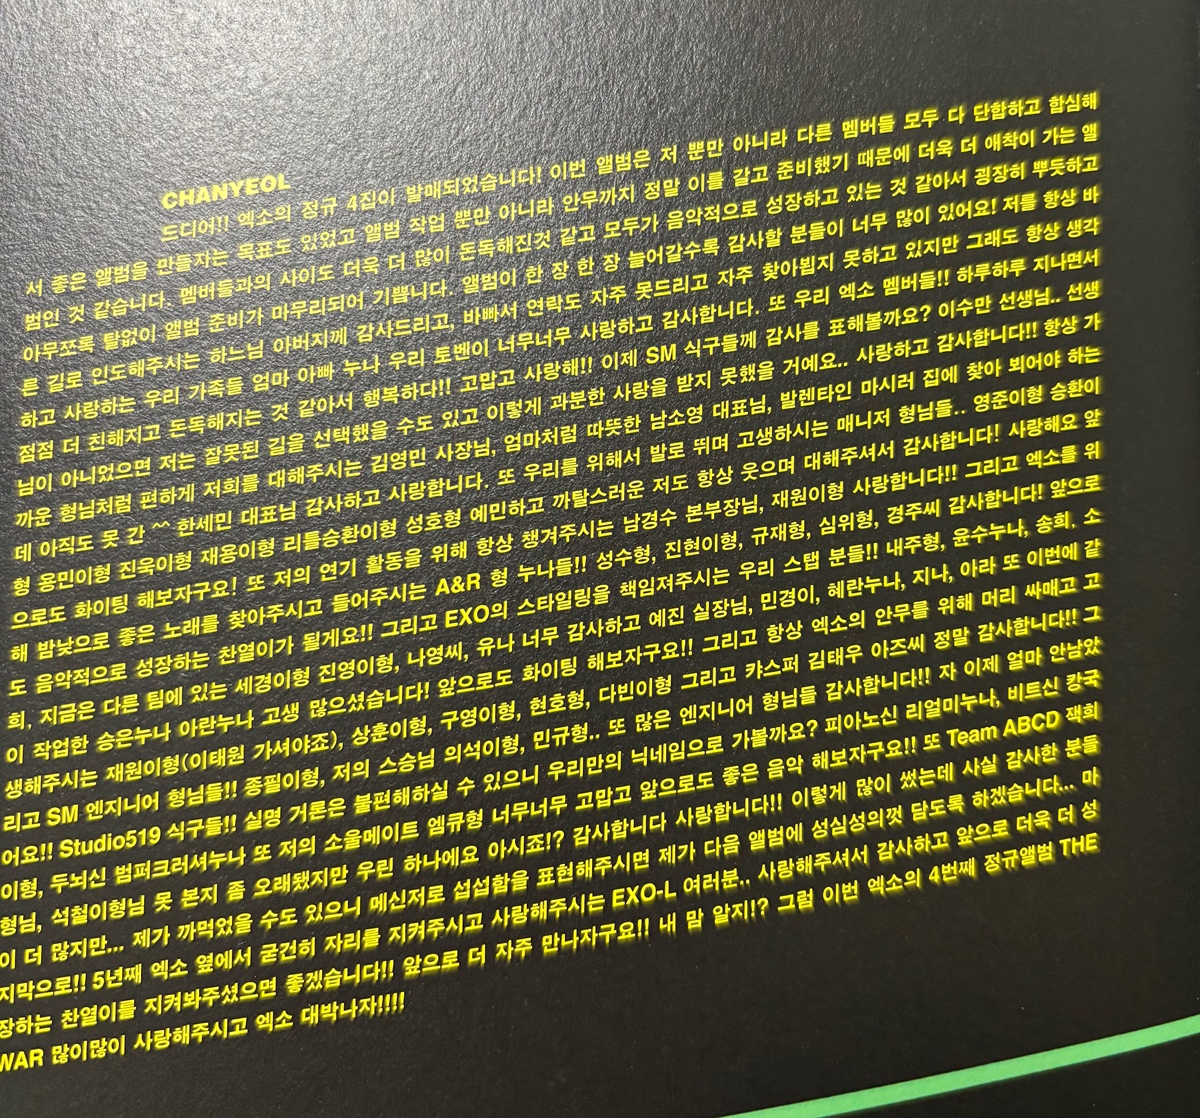 CHANYEOL
드디어!! 엑소의 정규 4집이 발매되었습니다! 이번 앨범은 저 뿐만 아니라 다른 멤버들 모두 다 단합하고 합심해
서 좋은 앨범을 만들자는 목표도 있었고 앨범 작업 뿐만 아니라 안무까지 정말 이를 갈고 준비했기 때문에 더욱 더 애착이 가는 앨
범인 것 같습니다. 멤버들과의 사이도 더욱 더 많이 돈독해진것 같고 모두가 음악적으로 성장하고 있는 것 같아서 굉장히 뿌듯하고
아무쪼록 탈없이 앨범 준비가 마무리되어 기쁩니다. 앨범이 한 장 한 장 늘어갈수록 감사할 분들이 너무 많이 있어요! 저를 항상 바
른 길로 인도해주시는 하느님 아버지께 감사드리고, 바빠서 연락도 자주 못드리고 자주 찾아뵙지 못하고 있지만 그래도 항상 생각
하고 사랑하는 우리 가족들 엄마 아빠 누나 우리 토벤이 너무너무 사랑하고 감사합니다. 또 우리 엑소 멤버들!! 하루하루 지나면서
점점 더 친해지고 돈독해지는 것 같아서 행복하다!! 고맙고 사랑해!! 이제 SM 식구들께 감사를 표해볼까요? 이수만 선생님.. 선생
님이 아니었으면 저는 잘못된 길을 선택했을 수도 있고 이렇게 과분한 사랑을 받지 못했을 거예요.. 사랑하고 감사합니다!! 항상 가
까운 형님처럼 편하게 저희를 대해주시는 김영민 사장님, 엄마처럼 따뜻한 남소영 대표님, 발렌타인 마시러 집에 찾아 뵈어야 하는
데 아직도 못 간 ^^ 한세민 대표님 감사하고 사랑합니다. 또 우리를 위해서 발로 뛰며 고생하시는 매니저 형님들.. 영준이형 승환이
형 용민이형 진욱이형 재용이형 리틀승환이형 성호형 예민하고 까탈스러운 저도 항상 웃으며 대해주셔서 감사합니다! 사랑해요 앞
으로도 화이팅 해보자구요! 또 저의 연기 활동을 위해 항상 챙겨주시는 남경수 본부장님, 재원이형 사랑합니다!! 그리고 엑소를 위
해 밤낮으로 좋은 노래를 찾아주시고 들어주시는 A&R 형 누나들!! 성수형, 진현이형, 규재형, 심위형, 경주씨 감사합니다! 앞으로
도 음악적으로 성장하는 찬열이가 될게요!! 그리고 EXO의 스타일링을 책임져주시는 우리 스탭 분들!! 내주형, 윤수누나, 송희. 소
희, 지금은 다른 팀에 있는 세경이형 진영이형, 나영씨, 유나 너무 감사하고 예진 실장님, 민경이, 혜란누나, 지나, 아라 또 이번에 같
이 작업한 승은누나 아란누나 고생 많으셨습니다! 앞으로도 화이팅 해보자구요!! 그리고 항상 엑소의 안무를 위해 머리 싸매고 고
생해주시는 재원이형(이태원 가셔야죠), 상훈이형, 구영이형, 현호형, 다빈이형 그리고 캬스퍼 김태우 야즈씨 정말 감사합니다!! 그
리고 SM 엔지니어 형님들!! 종필이형, 저의 스승님 의석이형, 민규형.. 또 많은 엔지니어 형님들 감사합니다!! 자 이제 얼마 안남았
어요!! Studio519 식구들!! 실명 거론은 불편해하실 수 있으니 우리만의 닉네임으로 가볼까요? 피아노신 리얼미누나, 비트신 캉국
이형, 두뇌신 범퍼크러셔누나 또 저의 소울메이트 엠큐형 너무너무 고맙고 앞으로도 좋은 음악 해보자구요!! 또 Team ABCD 잭희
형님, 석철이형님 못 본지 좀 오래됐지만 우린 하나에요 아시죠!? 감사합니다 사랑합니다!! 이렇게 많이 썼는데 사실 감사한 분들
이 더 많지만... 제가 까먹었을 수도 있으니 메신저로 섭섭함을 표현해주시면 제가 다음 앨범에 성심성의껏 담도록 하겠습니다... 마
지막으로!! 5년째 엑소 옆에서 굳건히 자리를 지켜주시고 사랑해주시는 EXO-L 여러분.. 사랑해주셔서 감사하고 앞으로 더욱 더 성
장하는 찬열이를 지켜봐주셨으면 좋겠습니다!! 앞으로 더 자주 만나자구요!! 내 맘 알지!? 그럼 이번 엑소의 4번째 정규앨범 THE
WAR 많이많이 사랑해주시고 엑소 대박나자!!!!